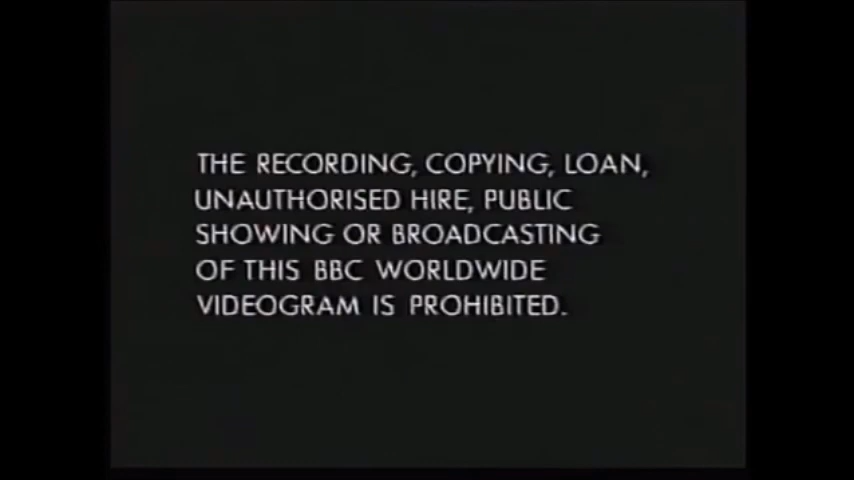 THE RECORDING, COPYING, LOAN,
UNAUTHORISED HIRE, PUBLIC
SHOWING OR BROADCASTING
OF THIS BBC WORLDWIDE
VIDEOGRAM IS PROHIBITED.